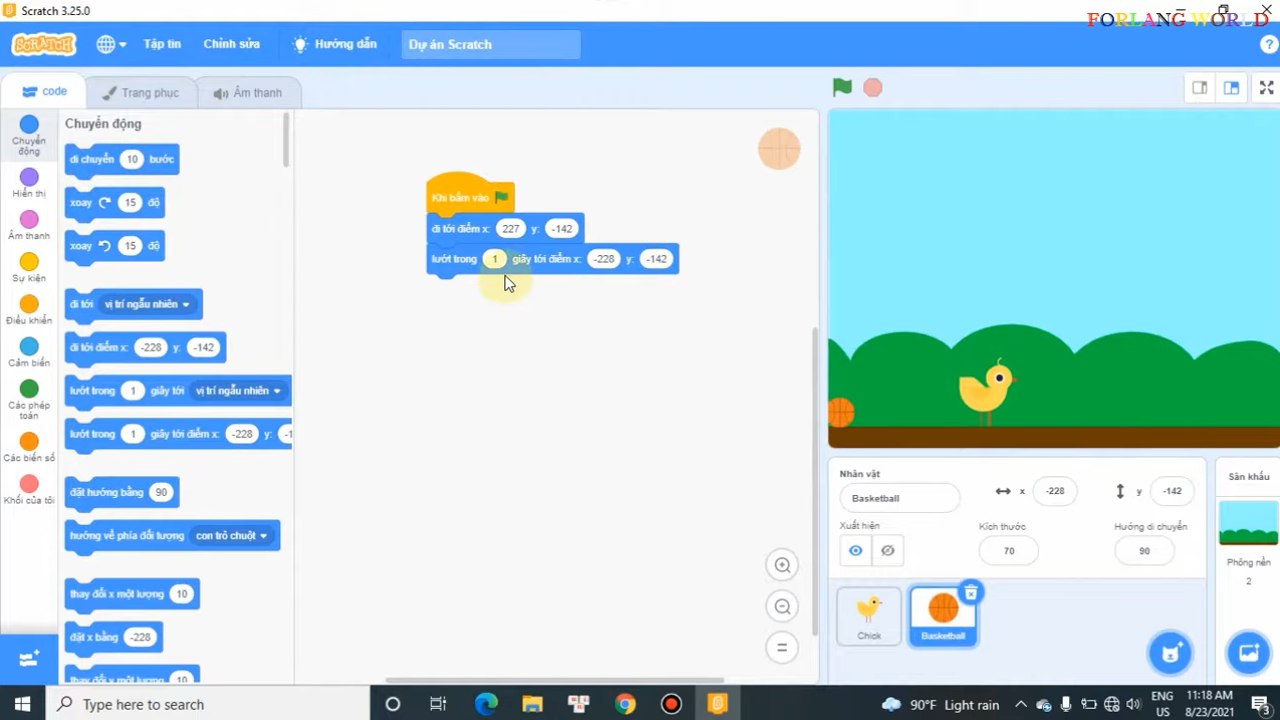 Scratch 3.25.0
FORLANG WORLD
SCRATCH
Tập tin
Chỉnh sửa
Hướng dẫn
Dự án Scratch
?
code
Trang phục
Âm thanh
Chuyển động
Hiển thị
Âm thanh
Sự kiện
Điều khiển
Cảm biến
Các phép toán
Các biến số
Khối của tôi
Chuyển động
di chuyển 10 bước
xoay 15 độ
xoay 15 độ
đi tới vị trí ngẫu nhiên
đi tới điểm x: -228 y: -142
lướt trong 1 giây tới vị trí ngẫu nhiên
lướt trong 1 giây tới điểm x: -228 y: -1
đặt hướng bằng 90
hướng về phía đối tượng con trỏ chuột
thay đổi x một lượng 10
đặt x bằng -228
thay đổi y một lượng 10
Khi bấm vào
đi tới điểm x: 227 y: -142
lướt trong 1 giây tới điểm x: -228 y: -142
Nhân vật
Basketball
x -228
y -142
Xuất hiện
Kích thước
70
Hướng di chuyển
90
Chick
Basketball
Sân khấu
Phông nền
2
Type here to search
90°F Light rain
ENG
US
11:18 AM
8/23/2021
3